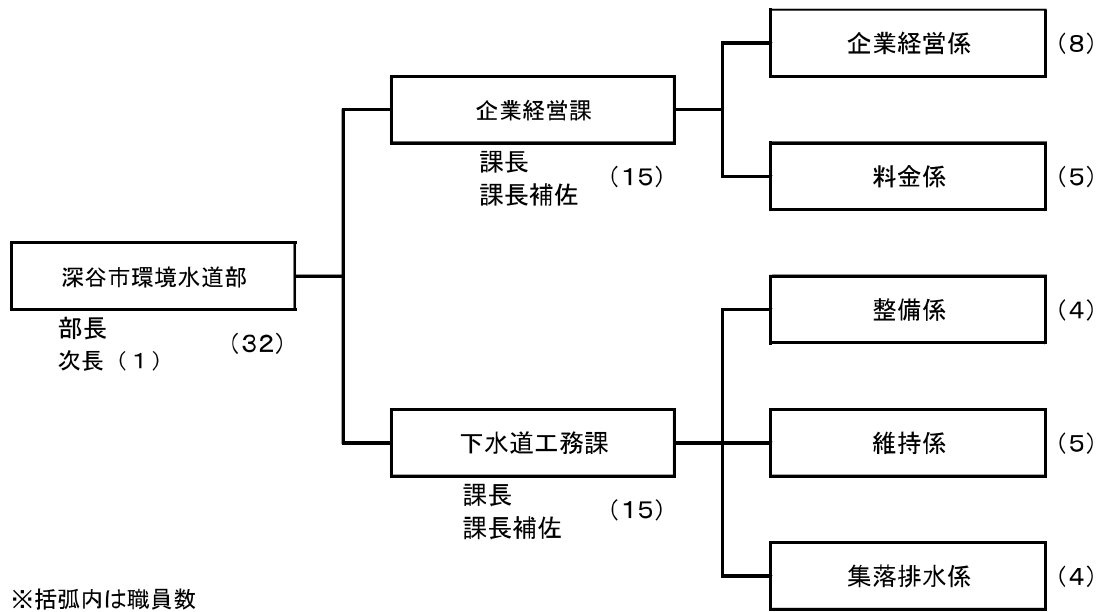 企業経営係 （8）
企業経営課
課長
課長補佐
（15）
料金係 （5）
深谷市環境水道部
部長
次長（１）
（32）
整備係 （4）
下水道工務課
課長
課長補佐
（15）
維持係 （5）
集落排水係 （4）
※括弧内は職員数